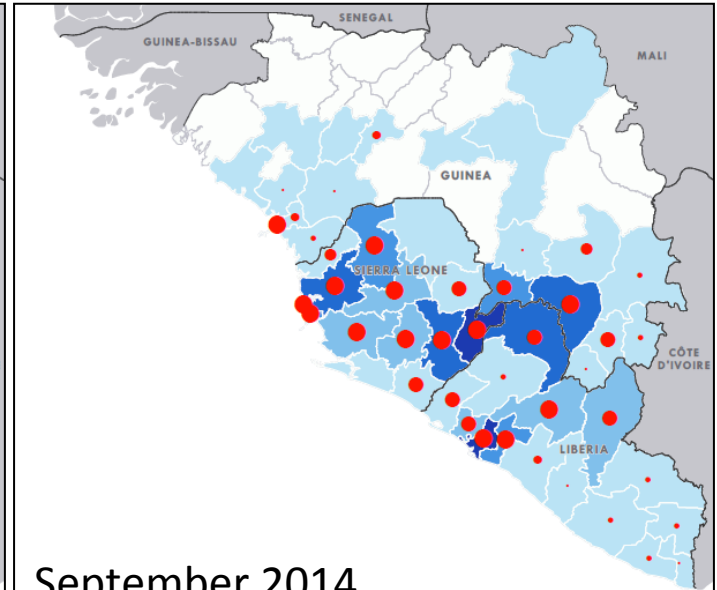 SENEGAL
GUINEA-BISSAU
MALI
GUINEA
SIERRA LEONE
CÔTE
D'IVOIRE
LIBERIA
September 2014